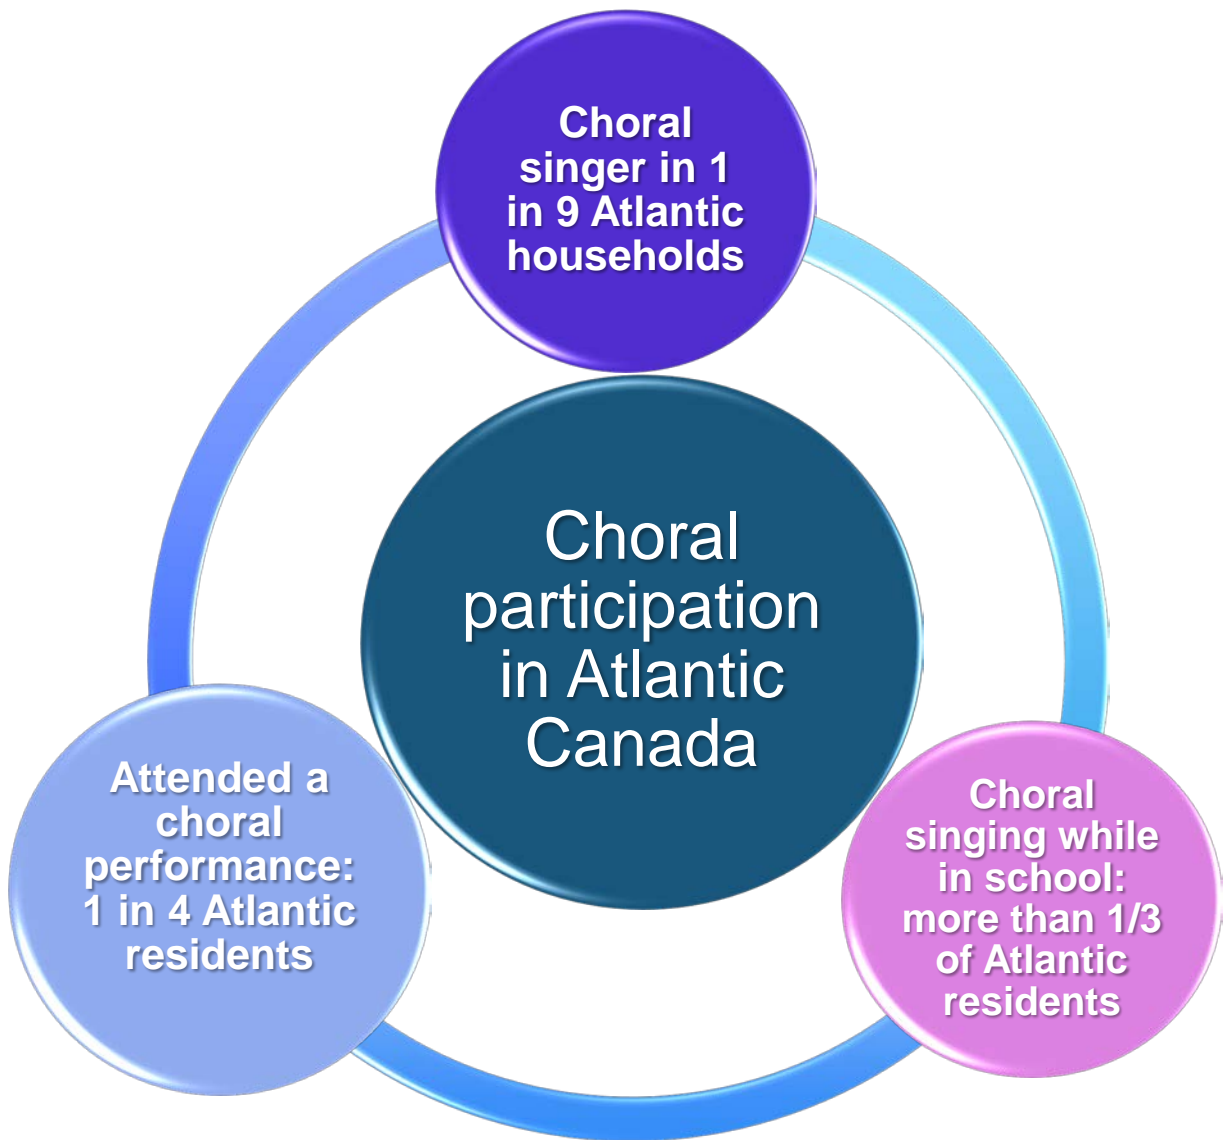 Choral
singer in 1
in 9 Atlantic
households
Choral
participation
in Atlantic
Canada
Attended a
choral
performance:
1 in 4 Atlantic
residents
Choral
singing while
in school:
more than 1/3
of Atlantic
residents